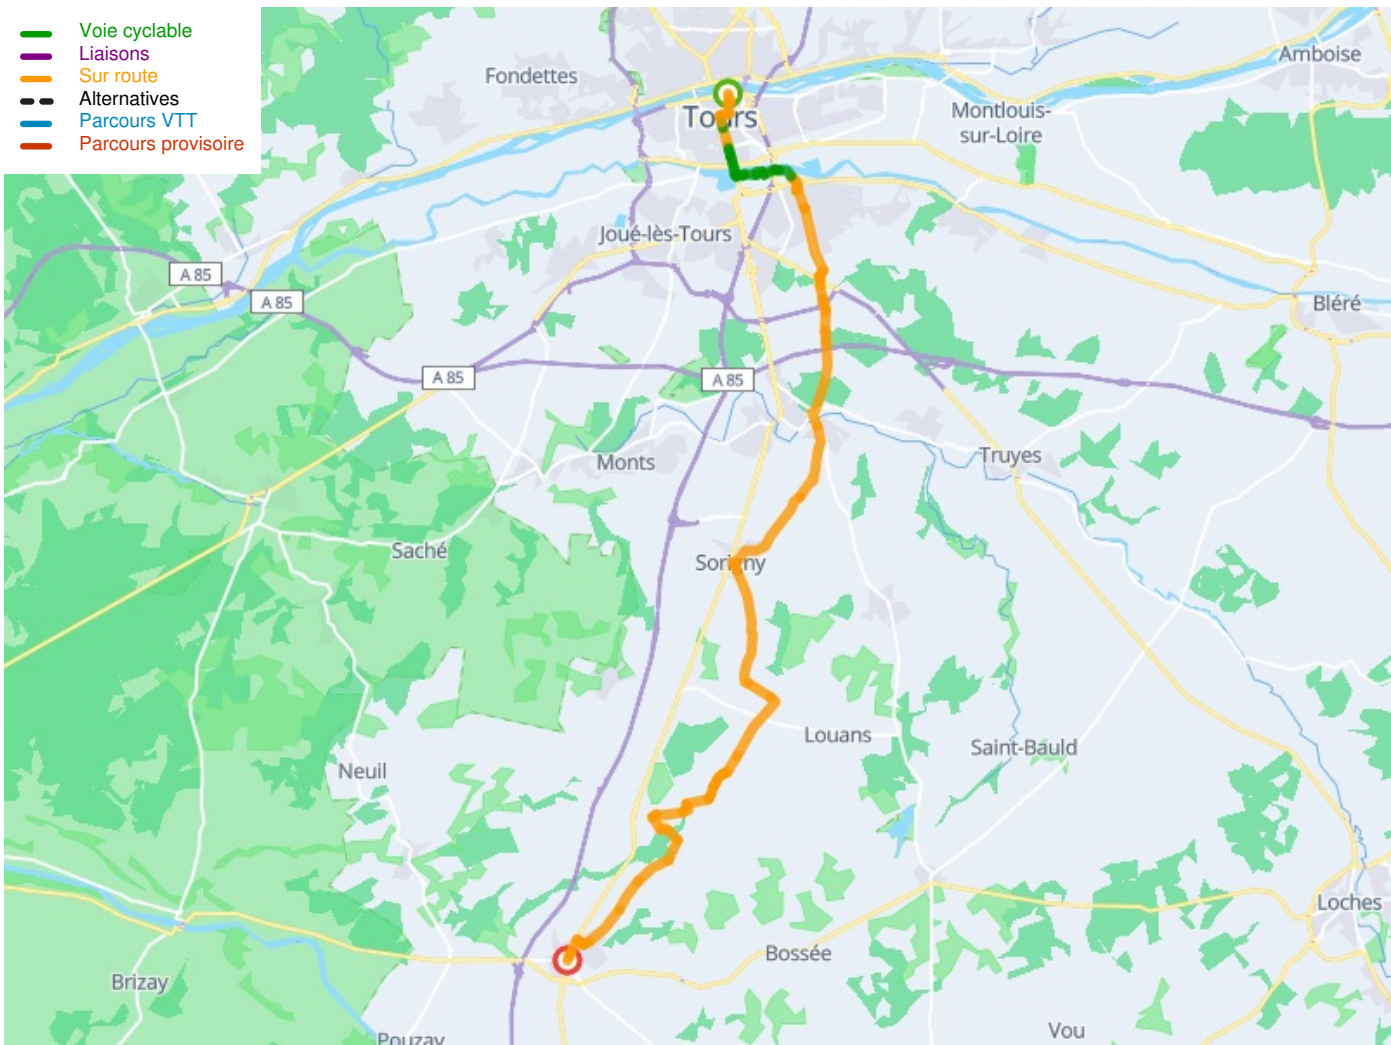 Voie cyclable
Liaisons
Sur route
Alternatives
Parcours VTT
Parcours provisoire
Fondettes
Amboise
Tours
Montlouis-
sur-Loire
Joué-lès-Tours
A 85
A 85
Bléré
A 85
A 85
Monts
Truyes
Saché
Sorigny
Louans
Saint-Bauld
Neuil
Loches
Bossée
Brizay
Vou
Pouzay